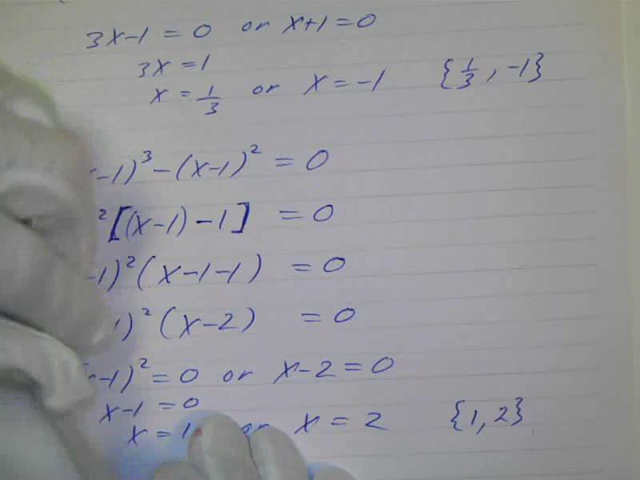 3x-1 = 0 or x+1=0
3x = 1
x = 1/3 or x = -1 {1/3, -1}
-1)³ - (x-1)² = 0
² [(x-1) -1] = 0
-1)² (x-1-1) = 0
1)² (x-2) = 0
-1)² = 0 or x-2 = 0
x-1 = 0
x = 1 or x = 2 {1, 2}